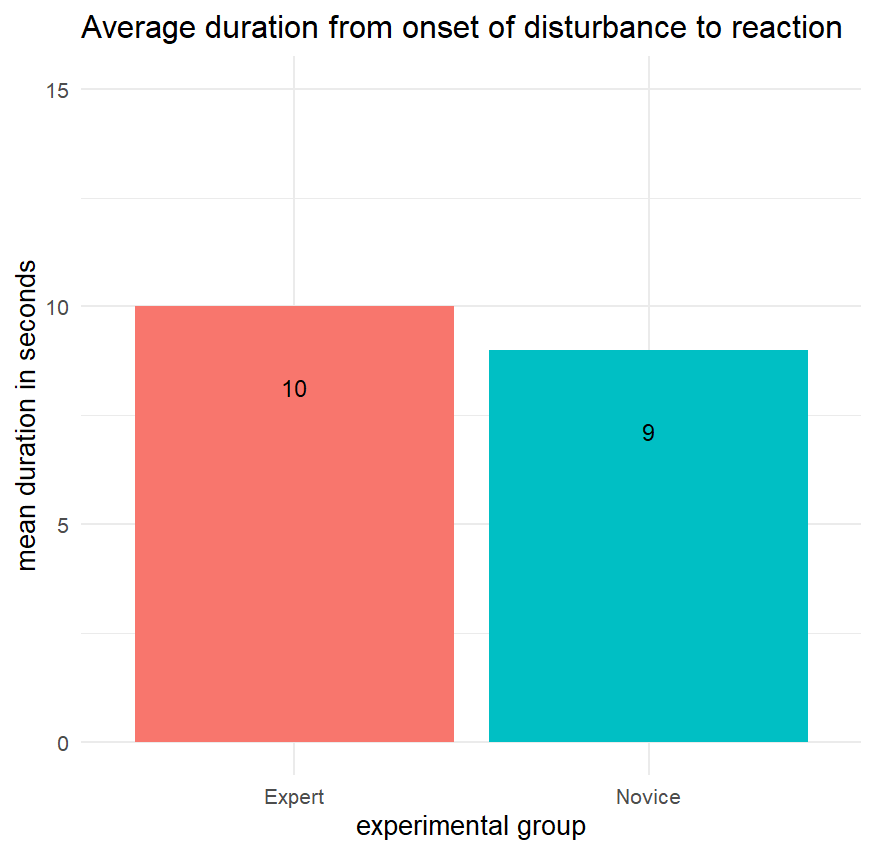 Average duration from onset of disturbance to reaction
mean duration in seconds
15
10
5
0
10
9
Expert
Novice
experimental group